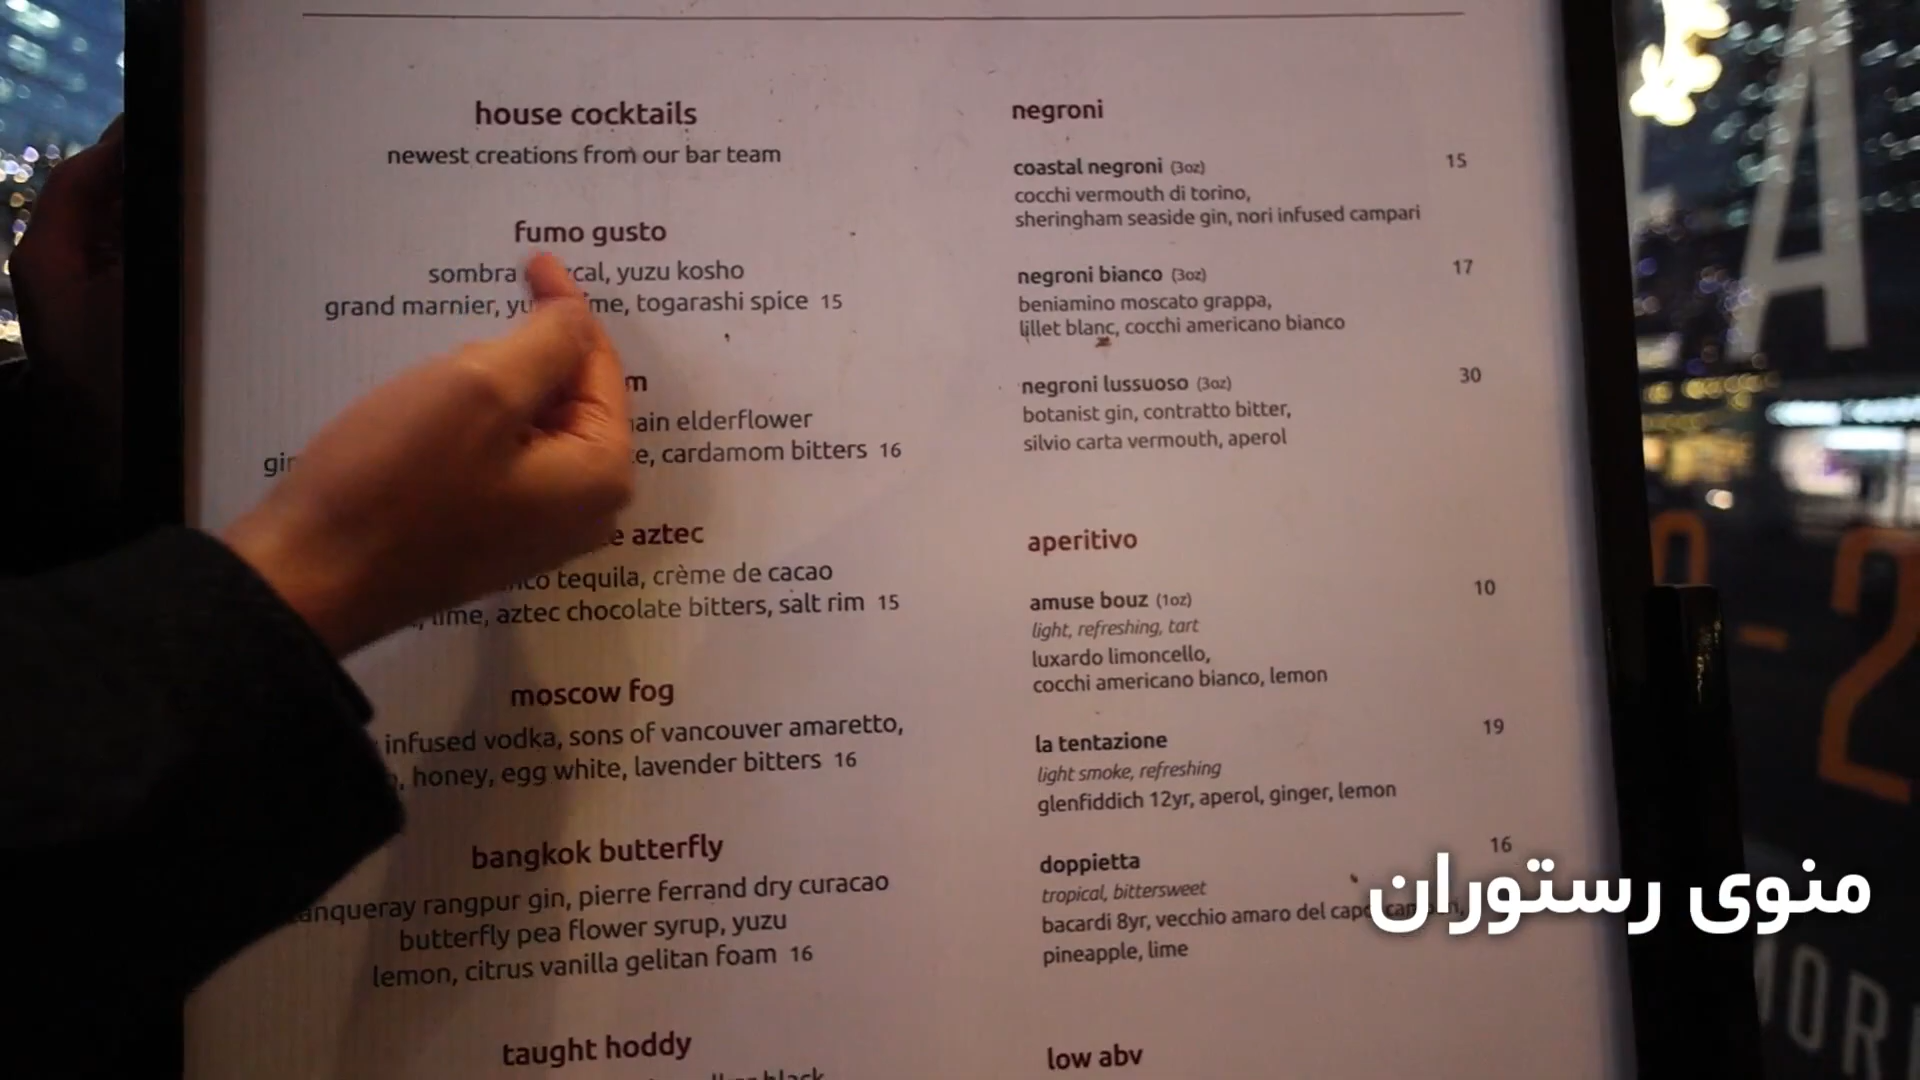 house cocktails
newest creations from our bar team
fumo gusto
sombra yuzu kosho
grand marnier, togarashi spice 15
elderflower
cardamom bitters 16
aztec
tequila, crème de cacao
lime, aztec chocolate bitters, salt rim 15
moscow fog
infused vodka, sons of vancouver amaretto,
honey, egg white, lavender bitters 16
bangkok butterfly
rangpur gin, pierre ferrand dry curacao
butterfly pea flower syrup, yuzu
lemon, citrus vanilla gelitan foam 16
taught hoddy
negroni
coastal negroni (3oz) 15
cocchi vermouth di torino,
sheringham seaside gin, nori infused campari
negroni bianco (3oz) 17
beniamino moscato grappa,
lillet blanc, cocchi americano bianco
negroni lussuoso (3oz) 30
botanist gin, contratto bitter,
silvio carta vermouth, aperol
aperitivo
amuse bouz (1oz) 10
light, refreshing, tart
luxardo limoncello,
cocchi americano bianco, lemon
la tentazione 19
light smoke, refreshing
glenfiddich 12yr, aperol, ginger, lemon
doppietta 16
tropical, bittersweet
bacardi 8yr, vecchio amaro del
pineapple, lime
low abv
منوی رستوران